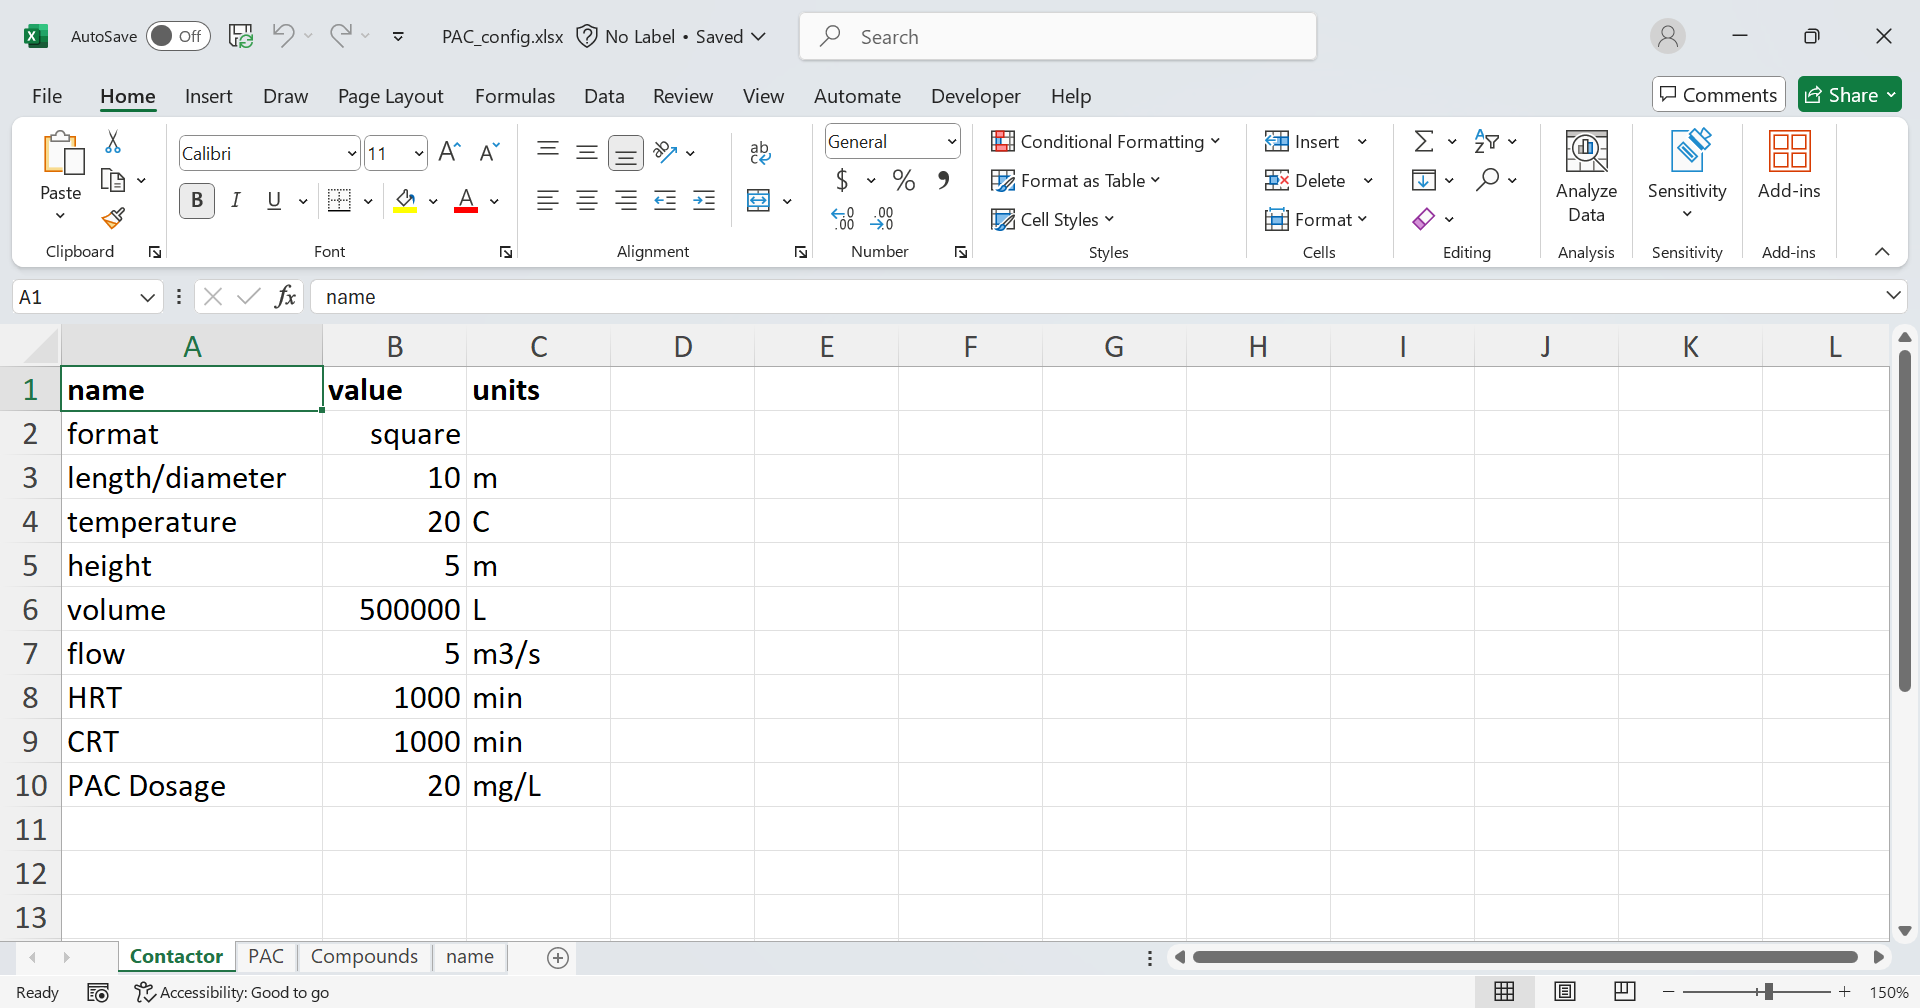 AutoSave Off PAC_config.xlsx No Label • Saved Search
File Home Insert Draw Page Layout Formulas Data Review View Automate Developer Help Comments Share
Paste Calibri 11 General Conditional Formatting Insert Analyze Data Sensitivity Add-ins
B I U $ % Format as Table Delete
Cell Styles Format
Clipboard Font Alignment Number Styles Cells Editing Analysis Sensitivity Add-ins
A1 fx name
A B C D E F G H I J K L
1 name value units
2 format square
3 length/diameter 10 m
4 temperature 20 C
5 height 5 m
6 volume 500000 L
7 flow 5 m3/s
8 HRT 1000 min
9 CRT 1000 min
10 PAC Dosage 20 mg/L
11
12
13
Contactor PAC Compounds name
Ready Accessibility: Good to go 150%